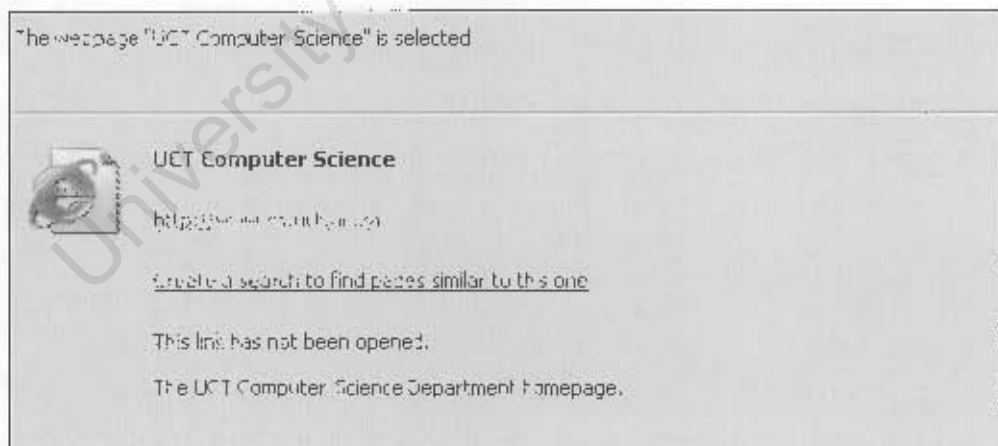 The webpage "UCT Computer Science" is selected
UCT Computer Science
Create a search to find pages similar to this one
This link has not been opened.
The UCT Computer Science Department homepage.
University